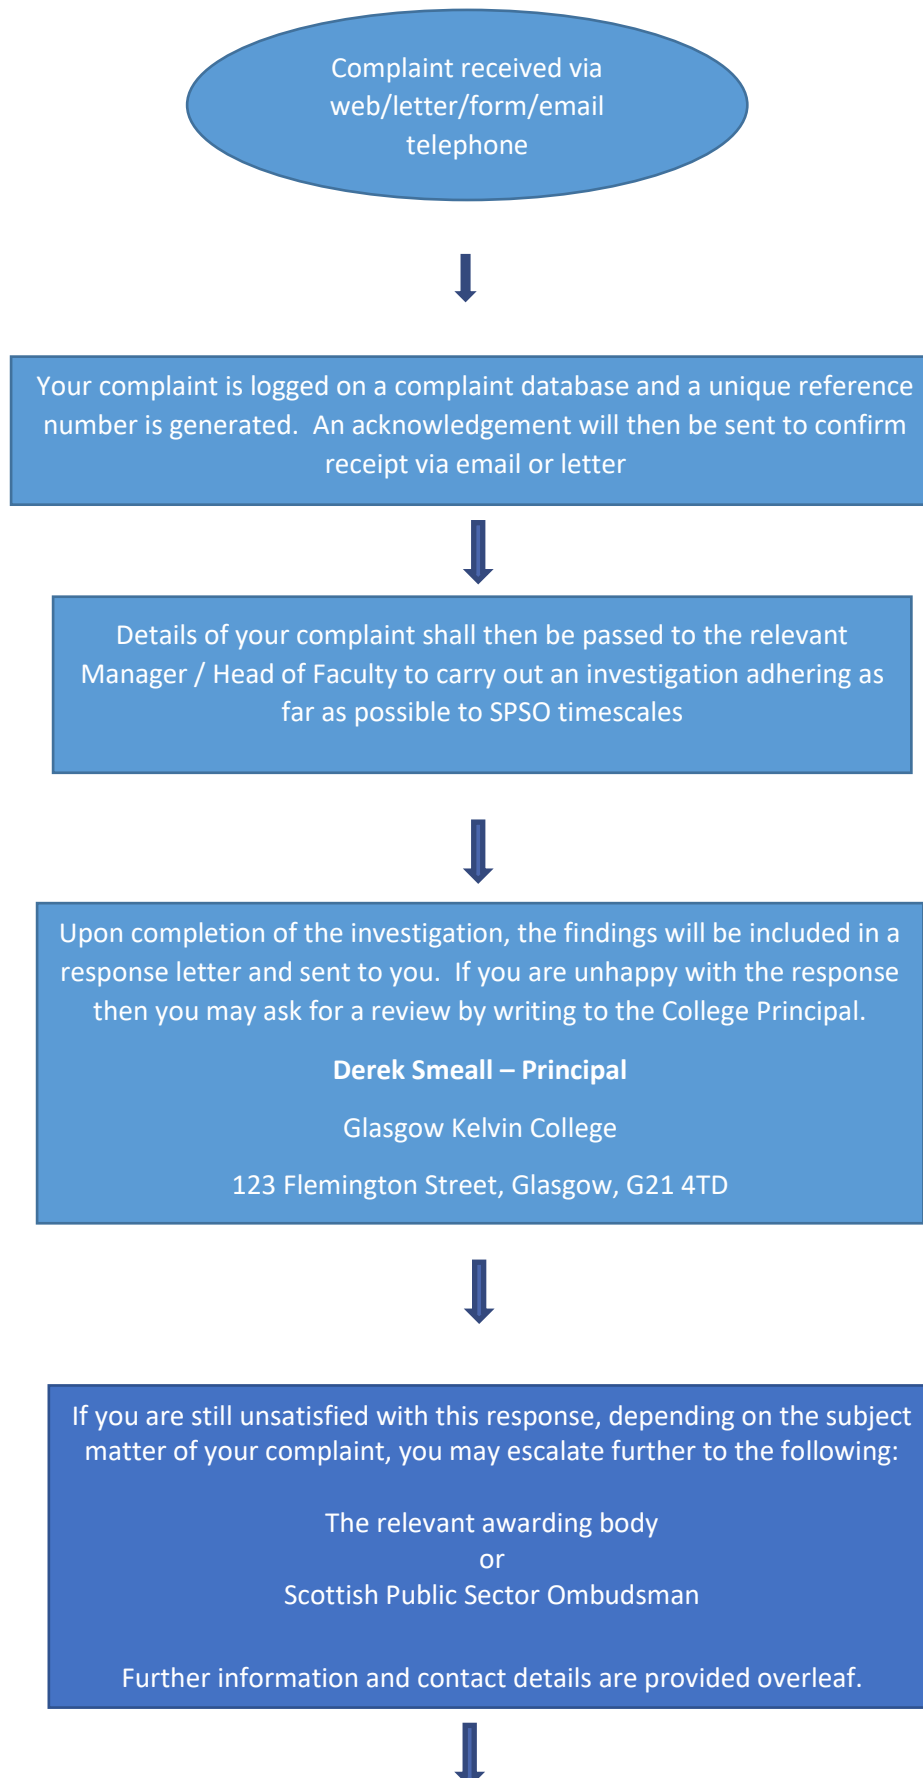 Complaint received via
web/letter/form/email
telephone
Your complaint is logged on a complaint database and a unique reference
number is generated.  An acknowledgement will then be sent to confirm
receipt via email or letter
Details of your complaint shall then be passed to the relevant
Manager / Head of Faculty to carry out an investigation adhering as
far as possible to SPSO timescales
Upon completion of the investigation, the findings will be included in a
response letter and sent to you.  If you are unhappy with the response
then you may ask for a review by writing to the College Principal.
Derek Smeall – Principal
Glasgow Kelvin College
123 Flemington Street, Glasgow, G21 4TD
If you are still unsatisfied with this response, depending on the subject
matter of your complaint, you may escalate further to the following:
The relevant awarding body
or
Scottish Public Sector Ombudsman
Further information and contact details are provided overleaf.